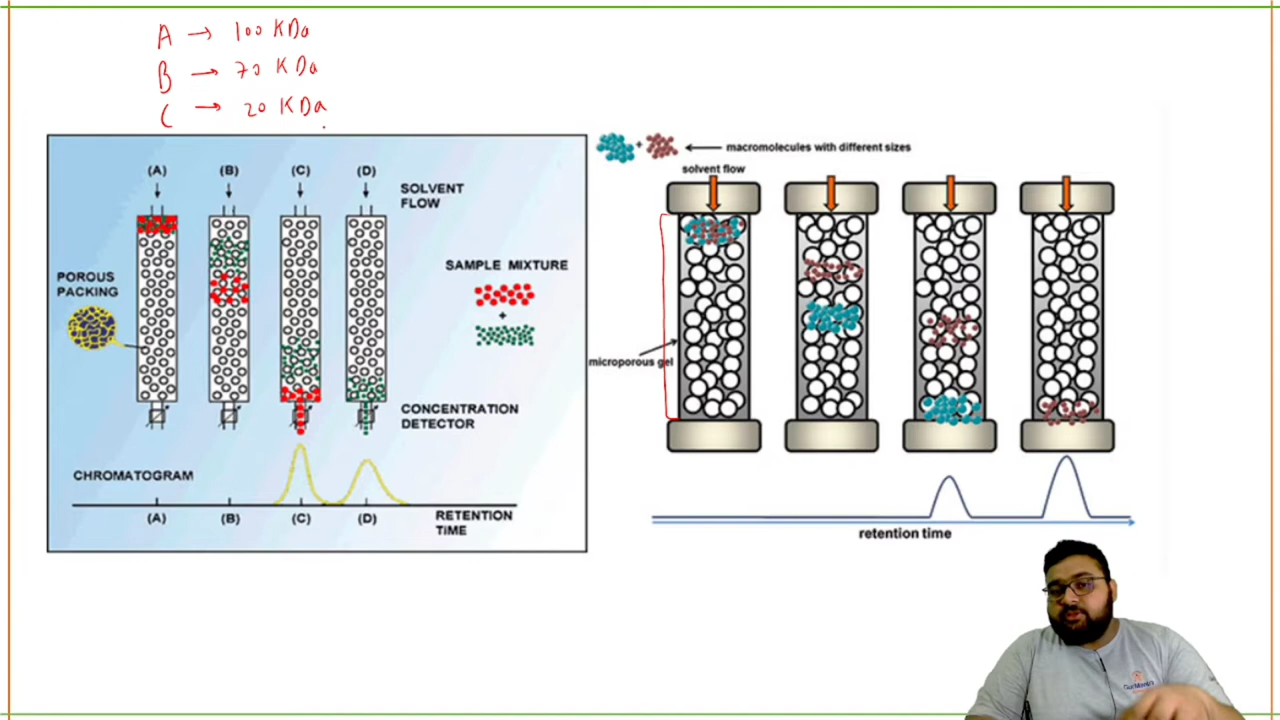 A → 100 KDa
B → 70 KDa
C → 20 KDa
(A) (B) (C) (D)
SOLVENT
FLOW
POROUS
PACKING
SAMPLE MIXTURE
+
CONCENTRATION
DETECTOR
CHROMATOGRAM
(A) (B) (C) (D)
RETENTION
TIME
+ macromolecules with different sizes
solvent flow
microporous gel
retention time